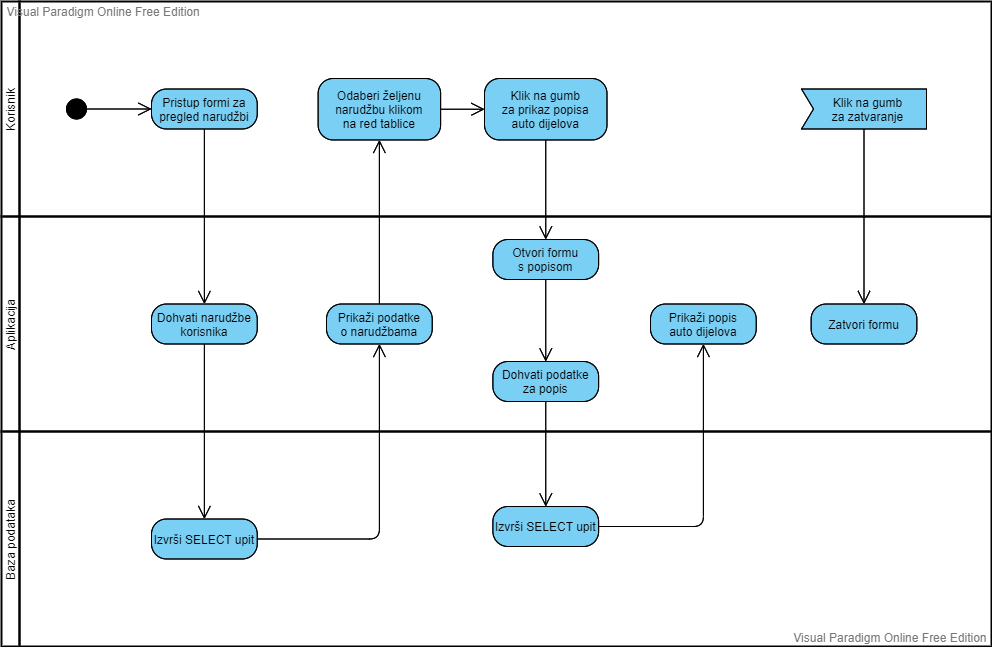 Visual Paradigm Online Free Edition
Korisnik
Pristup formi za
pregled narudžbi
Odaberi željenu
narudžbu klikom
na red tablice
Klik na gumb
za prikaz popisa
auto dijelova
Klik na gumb
za zatvaranje
Aplikacija
Otvori formu
s popisom
Dohvati narudžbe
korisnika
Prikaži podatke
o narudžbama
Prikaži popis
auto dijelova
Zatvori formu
Dohvati podatke
za popis
Baza podataka
Izvrši SELECT upit
Izvrši SELECT upit
Visual Paradigm Online Free Edition